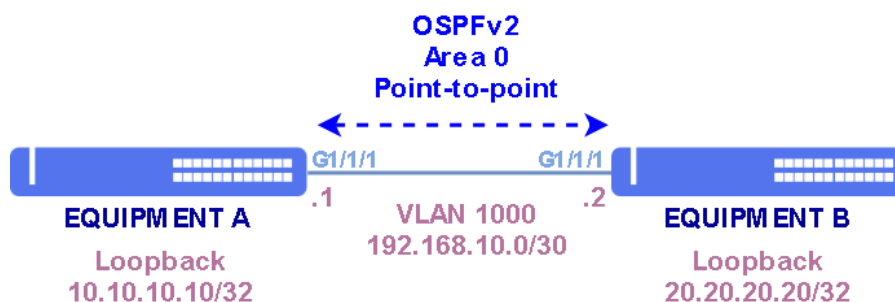 OSPFv2
Area 0
Point-to-point
G1/1/1
G1/1/1
.1
.2
VLAN 1000
192.168.10.0/30
EQUIPMENT A
Loopback
10.10.10.10/32
EQUIPMENT B
Loopback
20.20.20.20/32